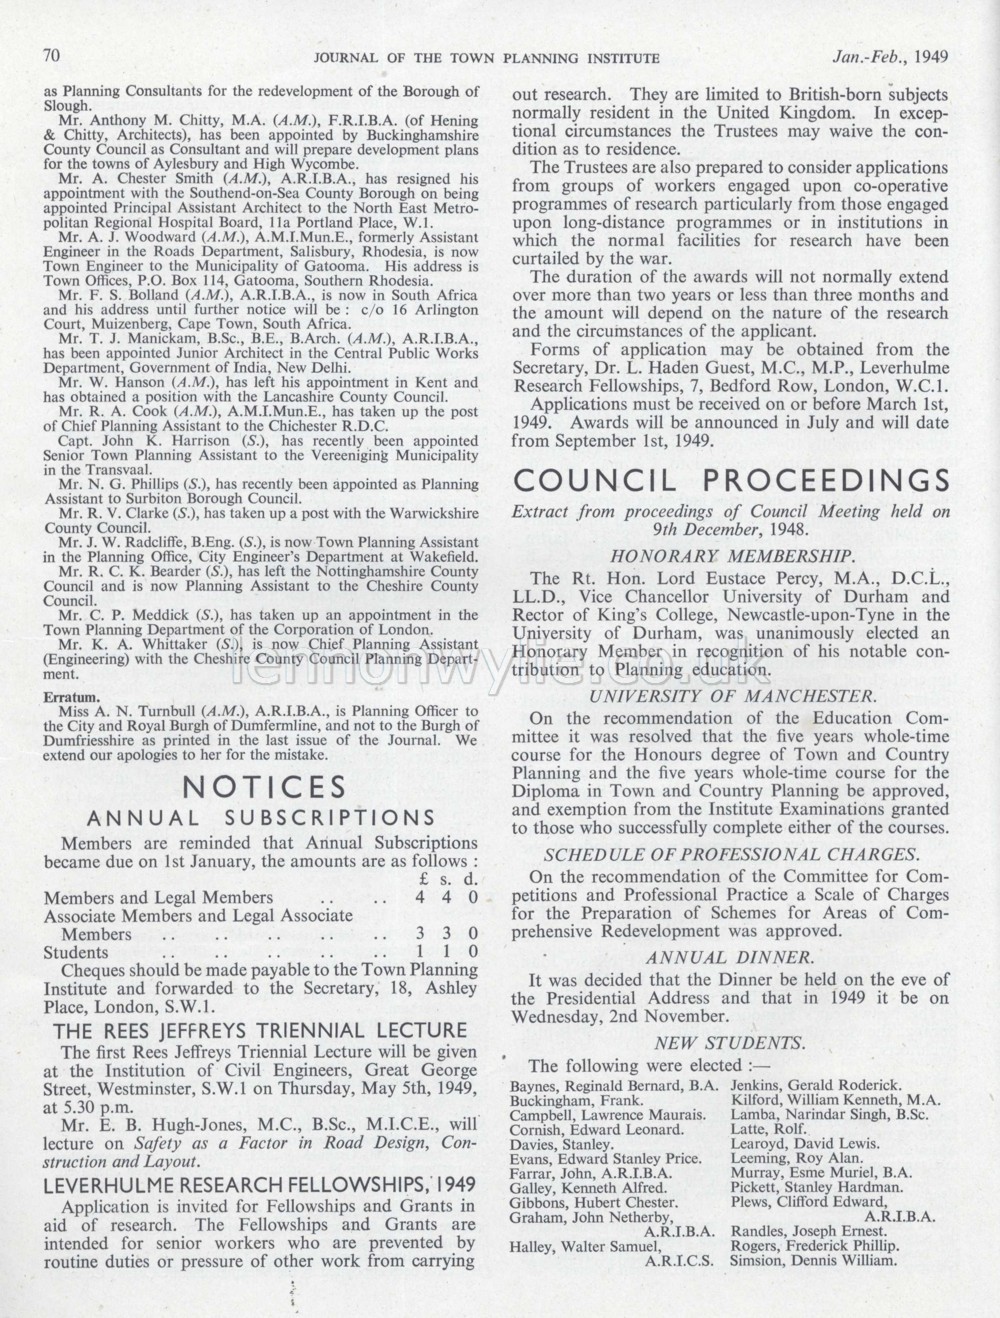 70
JOURNAL OF THE TOWN PLANNING INSTITUTE
Jan.-Feb., 1949
as Planning Consultants for the redevelopment of the Borough of
Slough.
Mr. Anthony M. Chitty, M.A. (A.M.), F.R.I.B.A. (of Hening
& Chitty, Architects), has been appointed by Buckinghamshire
County Council as Consultant and will prepare development plans
for the towns of Aylesbury and High Wycombe.
Mr. A. Chester Smith (A.M.), A.R.I.B.A., has resigned his
appointment with the Southend-on-Sea County Borough on being
appointed Principal Assistant Architect to the North East Metro-
politan Regional Hospital Board, 11a Portland Place, W.1.
Mr. A. J. Woodward (A.M.), A.M.I.Mun.E., formerly Assistant
Engineer in the Roads Department, Salisbury, Rhodesia, is now
Town Engineer to the Municipality of Gatooma. His address is
Town Offices, P.O. Box 114, Gatooma, Southern Rhodesia.
Mr. F. S. Bolland (A.M.), A.R.I.B.A., is now in South Africa
and his address until further notice will be : c/o 16 Arlington
Court, Muizenberg, Cape Town, South Africa.
Mr. T. J. Manickam, B.Sc., B.E., B.Arch. (A.M.), A.R.I.B.A.,
has been appointed Junior Architect in the Central Public Works
Department, Government of India, New Delhi.
Mr. W. Hanson (A.M.), has left his appointment in Kent and
has obtained a position with the Lancashire County Council.
Mr. R. A. Cook (A.M.), A.M.I.Mun.E., has taken up the post
of Chief Planning Assistant to the Chichester R.D.C.
Capt. John K. Harrison (S.), has recently been appointed
Senior Town Planning Assistant to the Vereeniging Municipality
in the Transvaal.
Mr. N. G. Phillips (S.), has recently been appointed as Planning
Assistant to Surbiton Borough Council.
Mr. R. V. Clarke (S.), has taken up a post with the Warwickshire
County Council.
Mr. J. W. Radcliffe, B.Eng. (S.), is now Town Planning Assistant
in the Planning Office, City Engineer's Department at Wakefield.
Mr. R. C. K. Bearder (S.), has left the Nottinghamshire County
Council and is now Planning Assistant to the Cheshire County
Council.
Mr. C. P. Meddick (S.), has taken up an appointment in the
Town Planning Department of the Corporation of London.
Mr. K. A. Whittaker (S.), is now Chief Planning Assistant
(Engineering) with the Cheshire County Council Planning Depart-
ment.
Erratum.
Miss A. N. Turnbull (A.M.), A.R.I.B.A., is Planning Officer to
the City and Royal Burgh of Dumfermline, and not to the Burgh of
Dumfriesshire as printed in the last issue of the Journal. We
extend our apologies to her for the mistake.
NOTICES
ANNUAL SUBSCRIPTIONS
Members are reminded that Annual Subscriptions
became due on 1st January, the amounts are as follows :
£ s. d.
Members and Legal Members .. .. 4 4 0
Associate Members and Legal Associate
Members .. .. .. .. .. 3 3 0
Students .. .. .. .. .. 1 1 0
Cheques should be made payable to the Town Planning
Institute and forwarded to the Secretary, 18, Ashley
Place, London, S.W.1.
THE REES JEFFREYS TRIENNIAL LECTURE
The first Rees Jeffreys Triennial Lecture will be given
at the Institution of Civil Engineers, Great George
Street, Westminster, S.W.1 on Thursday, May 5th, 1949,
at 5.30 p.m.
Mr. E. B. Hugh-Jones, M.C., B.Sc., M.I.C.E., will
lecture on Safety as a Factor in Road Design, Con-
struction and Layout.
LEVERHULME RESEARCH FELLOWSHIPS, 1949
Application is invited for Fellowships and Grants in
aid of research. The Fellowships and Grants are
intended for senior workers who are prevented by
routine duties or pressure of other work from carrying
out research. They are limited to British-born subjects
normally resident in the United Kingdom. In excep-
tional circumstances the Trustees may waive the con-
dition as to residence.
The Trustees are also prepared to consider applications
from groups of workers engaged upon co-operative
programmes of research particularly from those engaged
upon long-distance programmes or in institutions in
which the normal facilities for research have been
curtailed by the war.
The duration of the awards will not normally extend
over more than two years or less than three months and
the amount will depend on the nature of the research
and the circumstances of the applicant.
Forms of application may be obtained from the
Secretary, Dr. L. Haden Guest, M.C., M.P., Leverhulme
Research Fellowships, 7, Bedford Row, London, W.C.1.
Applications must be received on or before March 1st,
1949. Awards will be announced in July and will date
from September 1st, 1949.
COUNCIL PROCEEDINGS
Extract from proceedings of Council Meeting held on
9th December, 1948.
HONORARY MEMBERSHIP.
The Rt. Hon. Lord Eustace Percy, M.A., D.C.L.,
LL.D., Vice Chancellor University of Durham and
Rector of King's College, Newcastle-upon-Tyne in the
University of Durham, was unanimously elected an
Honorary Member in recognition of his notable con-
tribution to Planning education.
UNIVERSITY OF MANCHESTER.
On the recommendation of the Education Com-
mittee it was resolved that the five years whole-time
course for the Honours degree of Town and Country
Planning and the five years whole-time course for the
Diploma in Town and Country Planning be approved,
and exemption from the Institute Examinations granted
to those who successfully complete either of the courses.
SCHEDULE OF PROFESSIONAL CHARGES.
On the recommendation of the Committee for Com-
petitions and Professional Practice a Scale of Charges
for the Preparation of Schemes for Areas of Com-
prehensive Redevelopment was approved.
ANNUAL DINNER.
It was decided that the Dinner be held on the eve of
the Presidential Address and that in 1949 it be on
Wednesday, 2nd November.
NEW STUDENTS.
The following were elected :—
Baynes, Reginald Bernard, B.A.
Buckingham, Frank.
Campbell, Lawrence Maurais.
Cornish, Edward Leonard.
Davies, Stanley.
Evans, Edward Stanley Price.
Farrar, John, A.R.I.B.A.
Galley, Kenneth Alfred.
Gibbons, Hubert Chester.
Graham, John Netherby,
A.R.I.B.A.
Halley, Walter Samuel,
A.R.I.C.S.
Jenkins, Gerald Roderick.
Kilford, William Kenneth, M.A.
Lamba, Narindar Singh, B.Sc.
Latte, Rolf.
Learoyd, David Lewis.
Leeming, Roy Alan.
Murray, Esme Muriel, B.A.
Pickett, Stanley Hardman.
Plews, Clifford Edward,
A.R.I.B.A.
Randles, Joseph Ernest.
Rogers, Frederick Phillip.
Simsion, Dennis William.
lennonwylie.co.uk